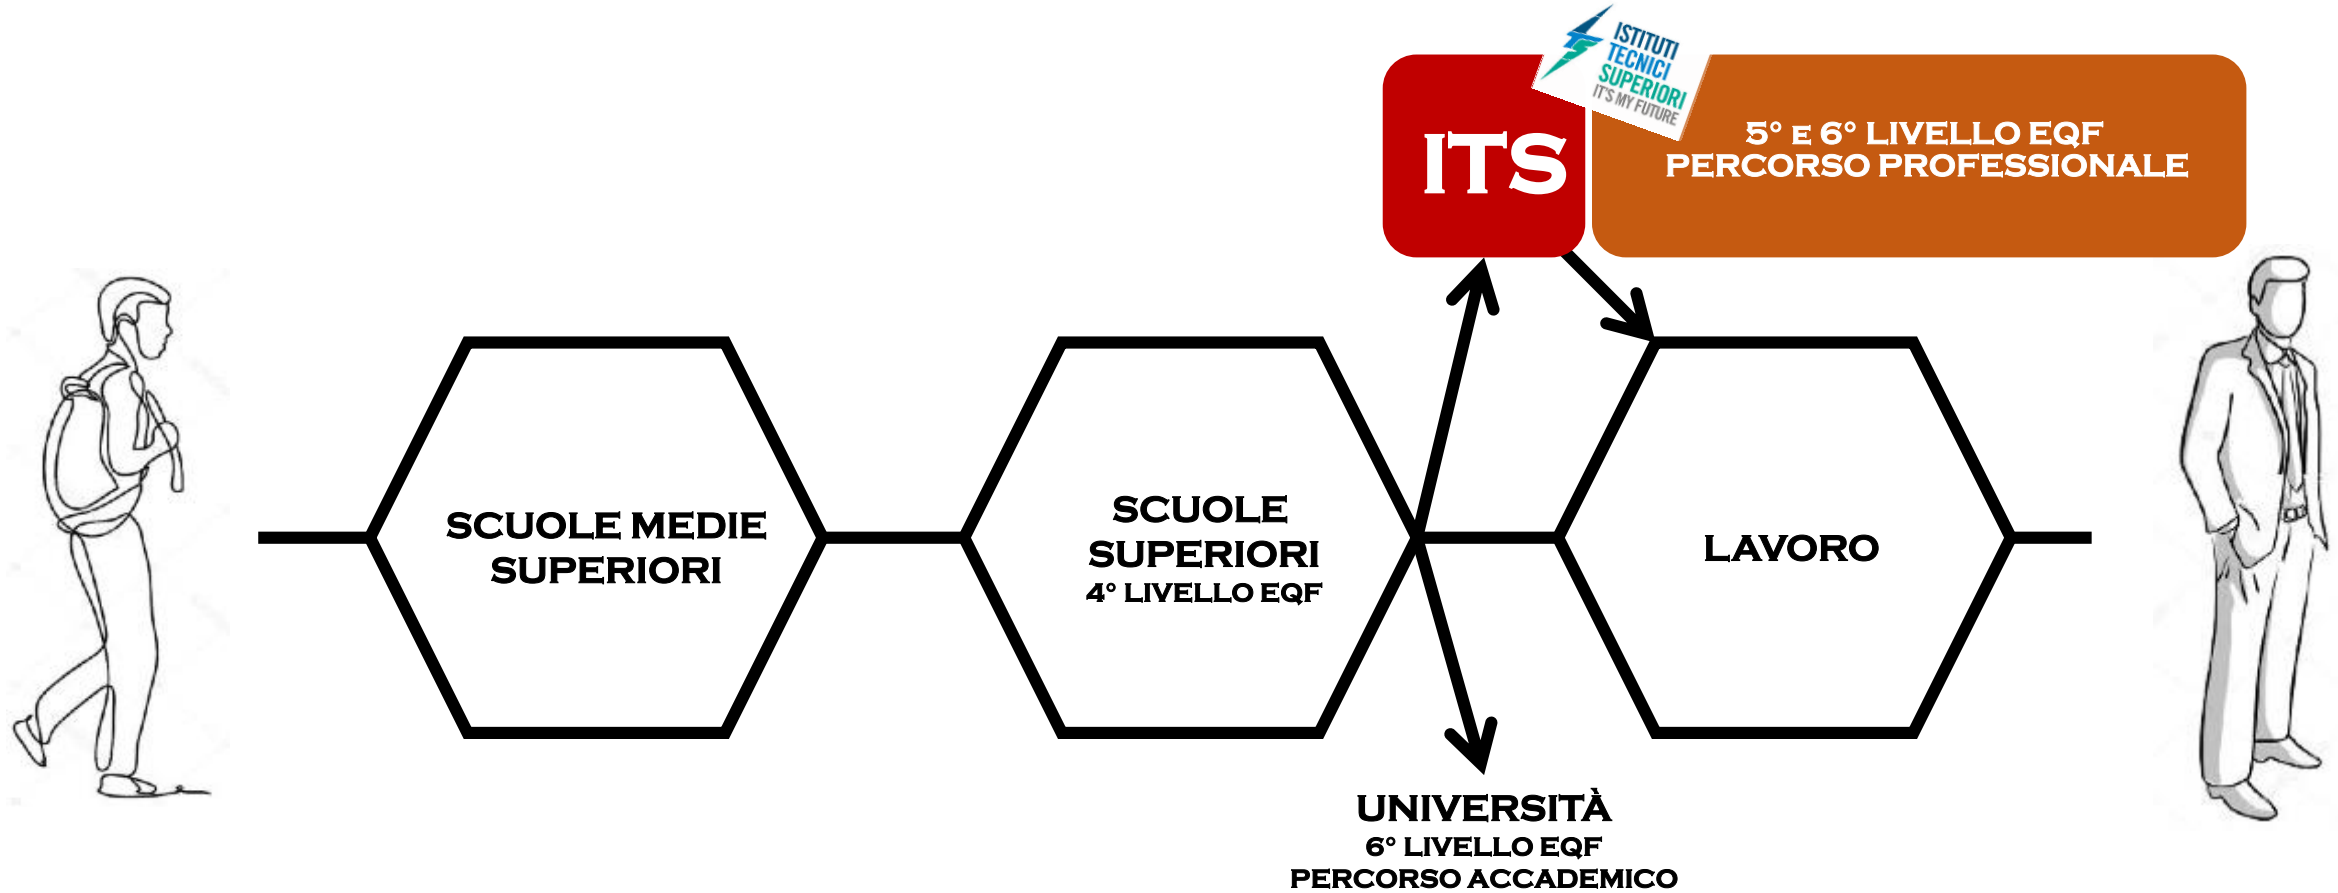 ISTITUTI
TECNICI
SUPERIORI
IT'S MY FUTURE
ITS
5° E 6° LIVELLO EQF
PERCORSO PROFESSIONALE
SCUOLE MEDIE
SUPERIORI
SCUOLE
SUPERIORI
4° LIVELLO EQF
LAVORO
UNIVERSITÀ
6° LIVELLO EQF
PERCORSO ACCADEMICO